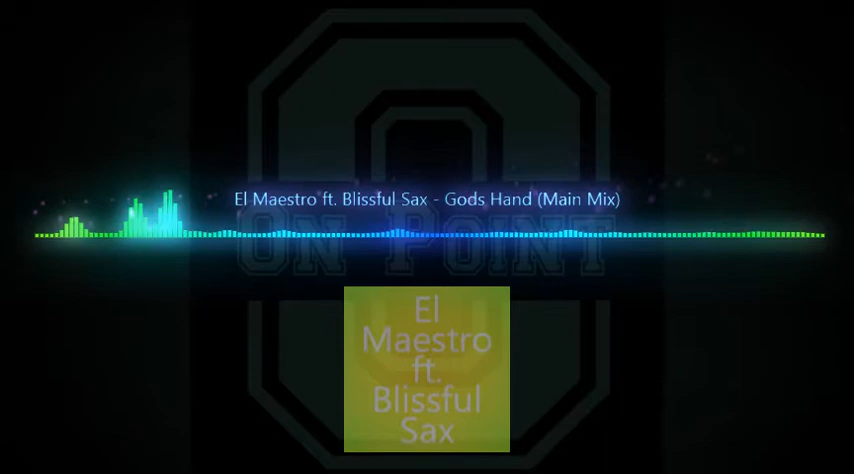 El Maestro ft. Blissful Sax - Gods Hand (Main Mix)
On Point
El
Maestro
ft.
Blissful
Sax